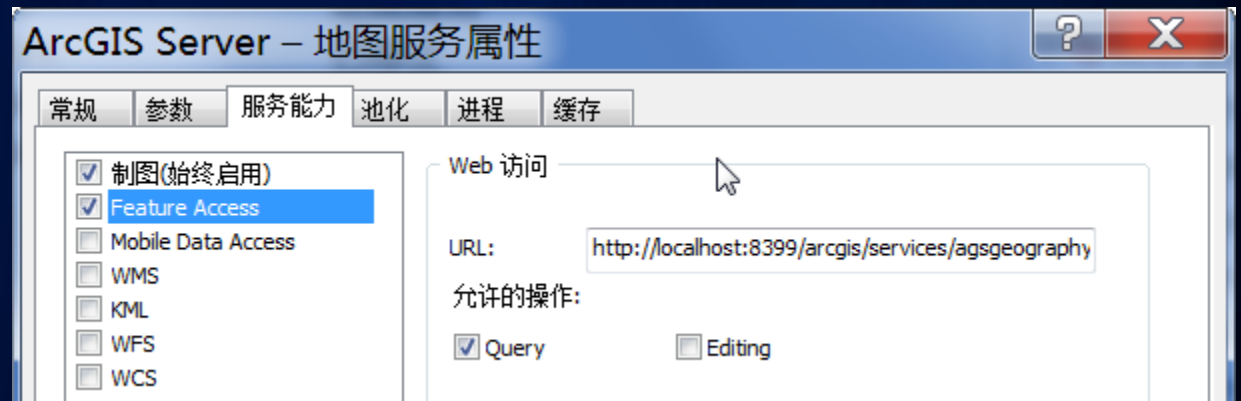 ArcGIS Server – 地图服务属性
常规 参数 服务能力 池化 进程 缓存
制图(始终启用)
Feature Access
Mobile Data Access
WMS
KML
WFS
WCS
Web 访问
URL: http://localhost:8399/arcgis/services/agsgeography
允许的操作:
Query Editing